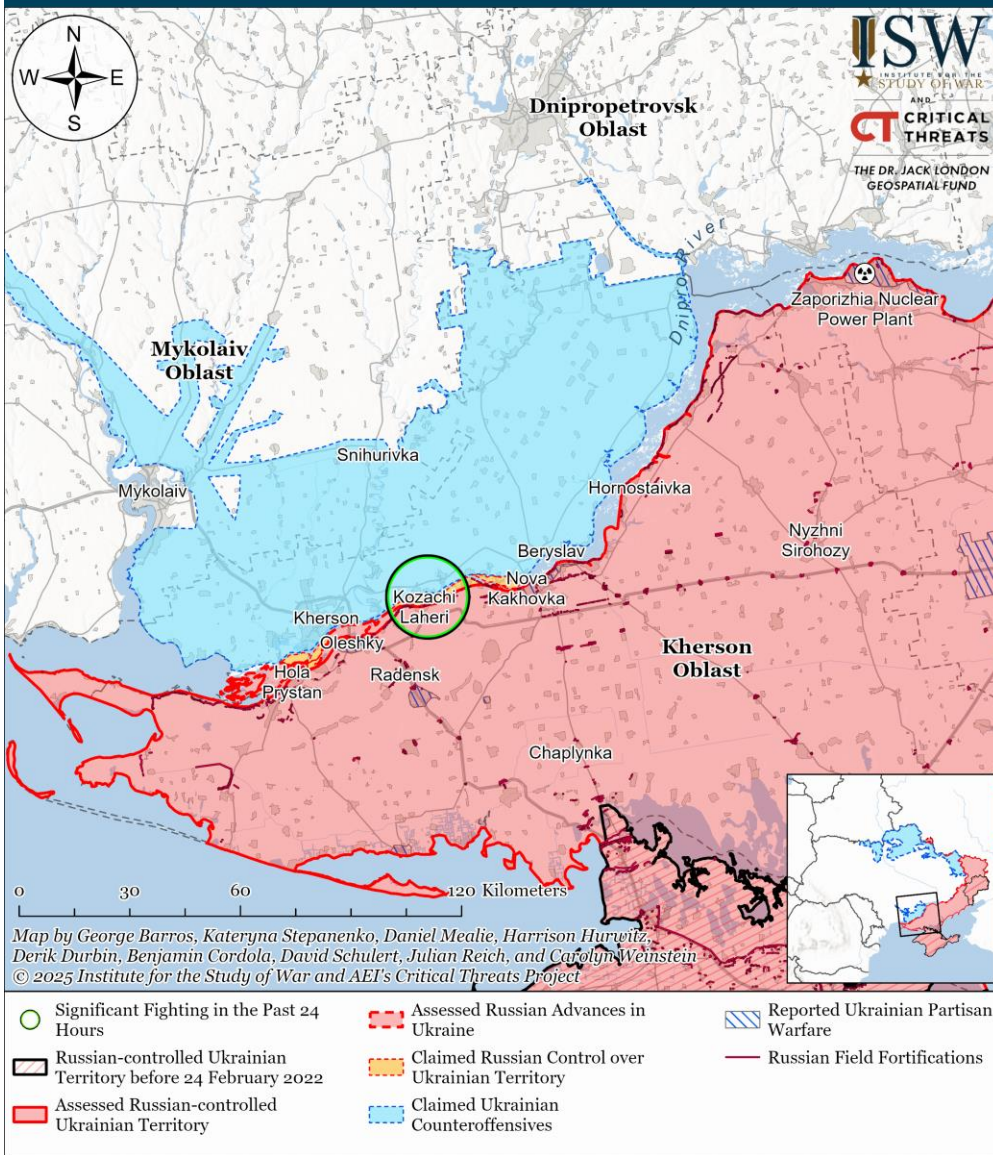 N
W E
S
ISW
INSTITUTE FOR THE
STUDY OF WAR
AND
CT CRITICAL
THREATS
THE DR. JACK LONDON
GEOSPATIAL FUND
Dnipropetrovsk
Oblast
Dnipro River
Zaporizhia Nuclear
Power Plant
Mykolaiv
Oblast
Snihurivka
Mykolaiv
Hornostaivka
Nyzhni
Sirohozy
Beryslav
Nova
Kakhovka
Kozachi
Laheri
Kherson
Oleshky
Kherson
Oblast
Hola
Prystan
Radensk
Chaplynka
0 30 60 120 Kilometers
Map by George Barros, Kateryna Stepanenko, Daniel Mealie, Harrison Hurwitz,
Derik Durbin, Benjamin Cordola, David Schulert, Julian Reich, and Carolyn Weinstein
© 2025 Institute for the Study of War and AEI's Critical Threats Project
Significant Fighting in the Past 24
Hours
Russian-controlled Ukrainian
Territory before 24 February 2022
Assessed Russian-controlled
Ukrainian Territory
Assessed Russian Advances in
Ukraine
Claimed Russian Control over
Ukrainian Territory
Claimed Ukrainian
Counteroffensives
Reported Ukrainian Partisan
Warfare
Russian Field Fortifications